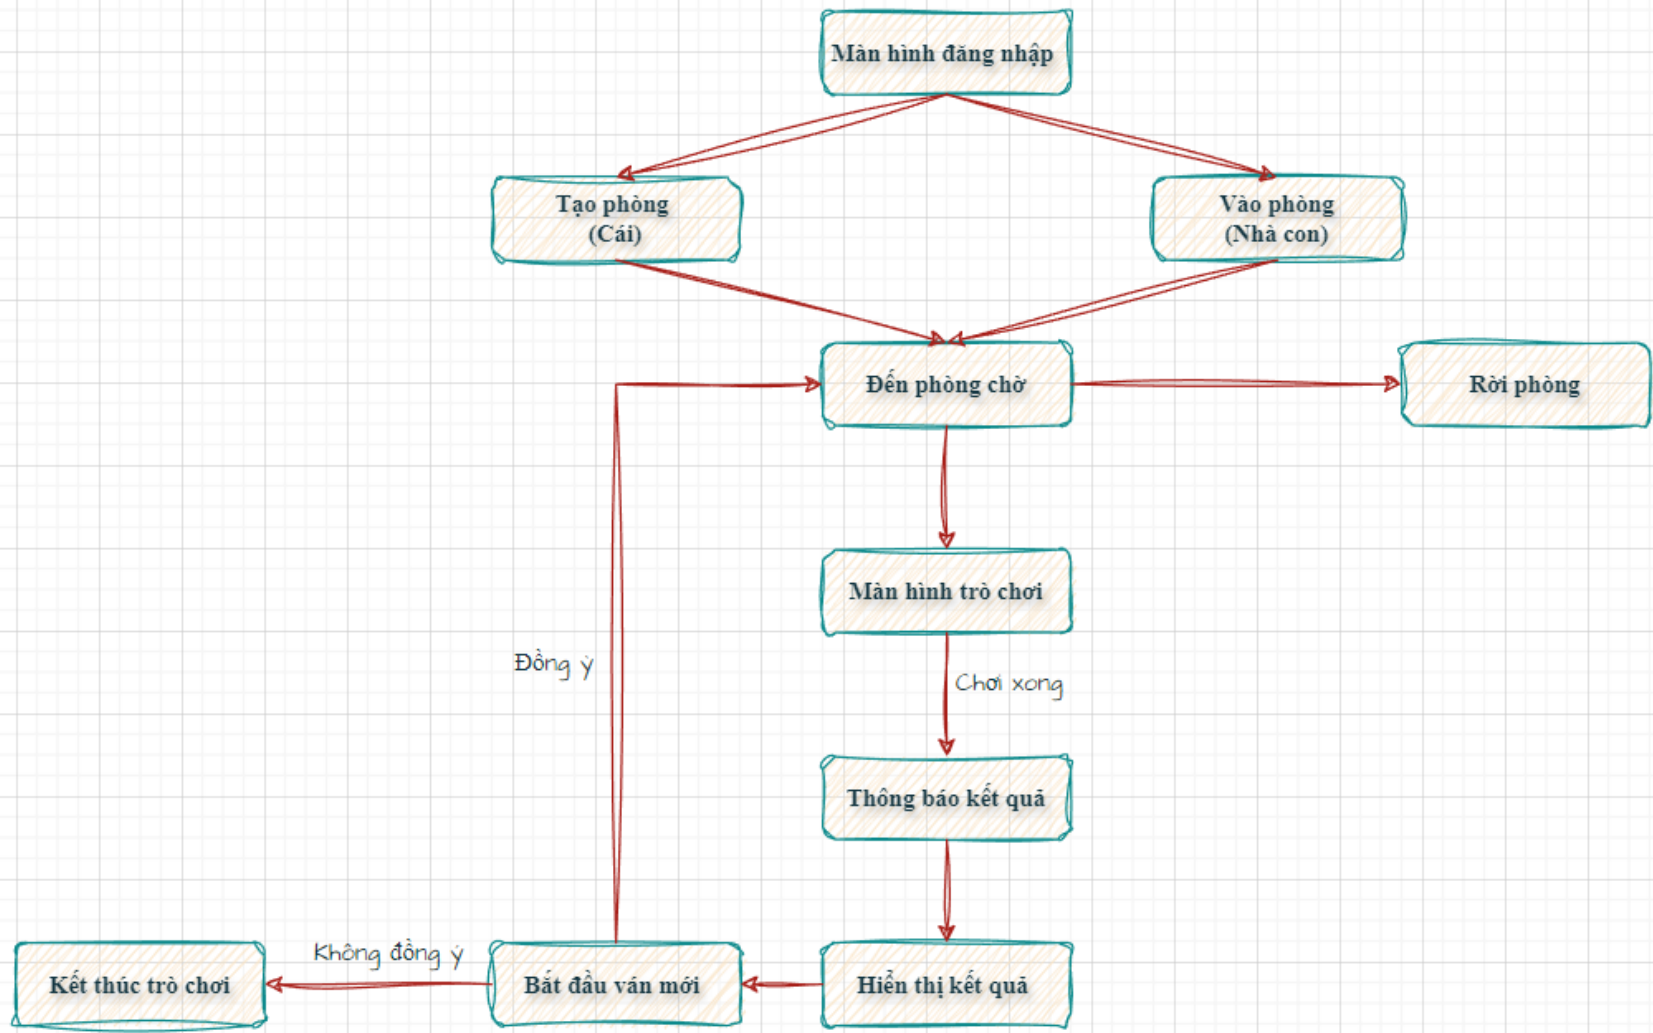 Màn hình đăng nhập
Tạo phòng
(Cái)
Vào phòng
(Nhà con)
Đến phòng chờ
Rời phòng
Màn hình trò chơi
Đồng ý
Chơi xong
Thông báo kết quả
Không đồng ý
Kết thúc trò chơi
Bắt đầu ván mới
Hiển thị kết quả